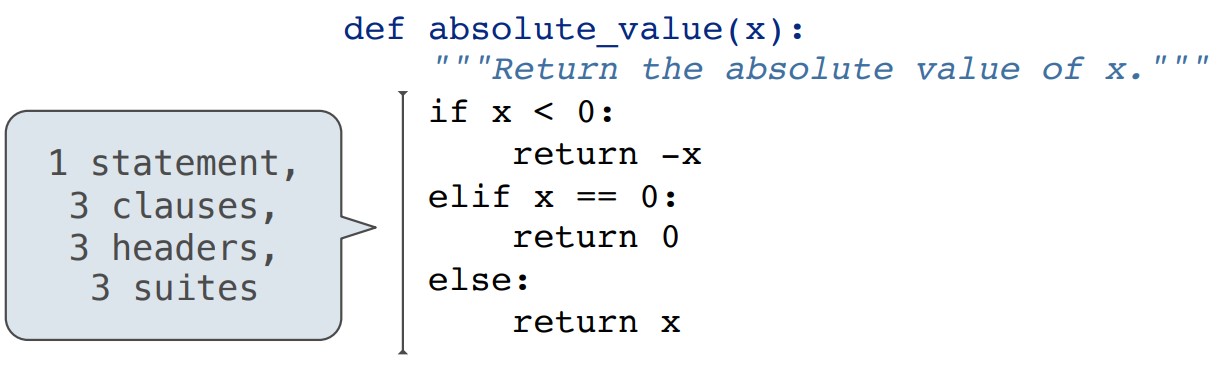 def absolute_value(x):
    """Return the absolute value of x."""
    if x < 0:
        return -x
    elif x == 0:
        return 0
    else:
        return x
1 statement,
3 clauses,
3 headers,
3 suites